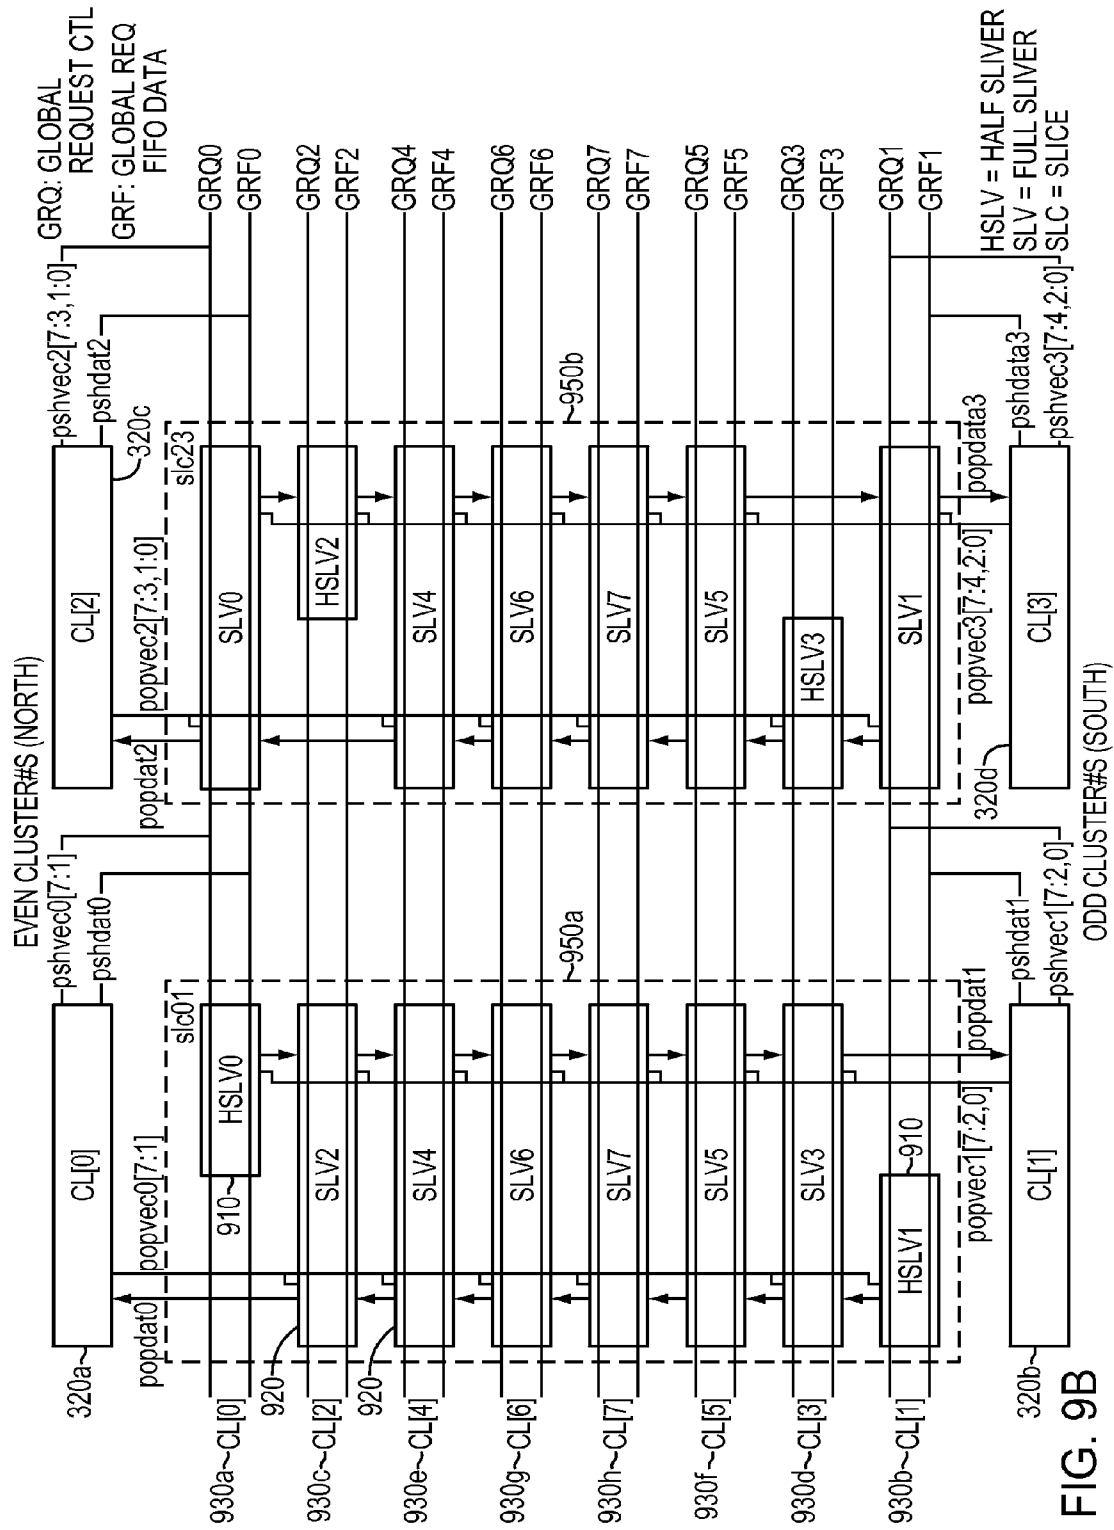 EVEN CLUSTER#S (NORTH)
GRQ: GLOBAL
REQUEST CTL
GRF: GLOBAL REQ
FIFO DATA
320a
CL[0]
pshvec0[7:1]
pshdat0
CL[2]
320c
pshvec2[7:3,1:0]
pshdat2
popdat0
popvec0[7:1]
slc01
popdat2
popvec2[7:3,1:0]
slc23
930a~CL[0]
910
HSLV0
SLV0
GRQ0
GRF0
920
930c~CL[2]
SLV2
HSLV2
GRQ2
GRF2
920
930e~CL[4]
SLV4
SLV4
GRQ4
GRF4
930g~CL[6]
SLV6
950a
SLV6
950b
GRQ6
GRF6
930h~CL[7]
SLV7
SLV7
GRQ7
GRF7
930f~CL[5]
SLV5
SLV5
GRQ5
GRF5
930d~CL[3]
SLV3
HSLV3
GRQ3
GRF3
930b~CL[1]
HSLV1
910
SLV1
GRQ1
GRF1
popvec1[7:2,0]
popdat1
320d
popvec3[7:4,2:0]
popdata3
320b
CL[1]
pshdat1
pshvec1[7:2,0]
CL[3]
pshdata3
pshvec3[7:4,2:0]
HSLV = HALF SLIVER
SLV = FULL SLIVER
SLC = SLICE
ODD CLUSTER#S (SOUTH)
FIG. 9B